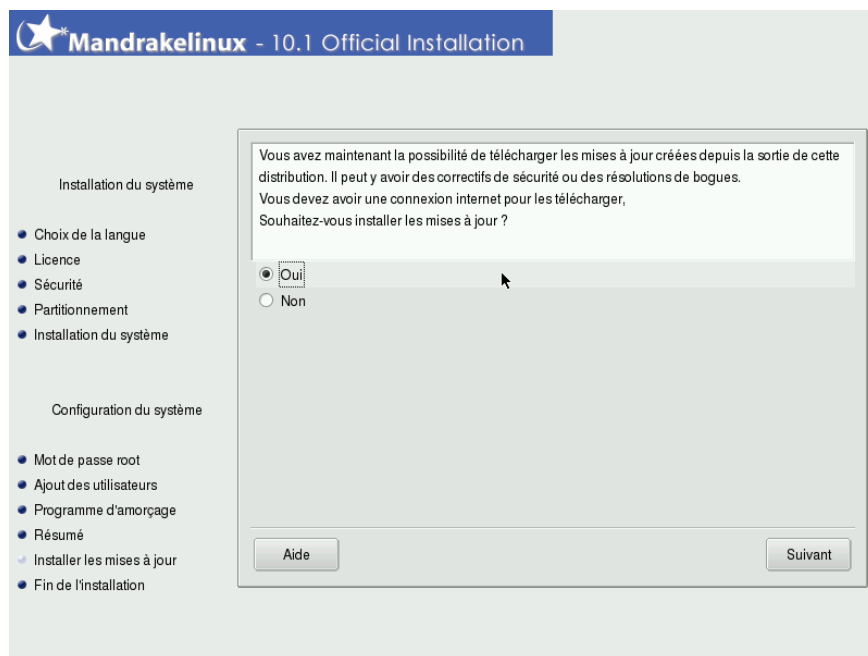 Mandrakelinux - 10.1 Official Installation
Installation du système
Choix de la langue
Licence
Sécurité
Partitionnement
Installation du système
Configuration du système
Mot de passe root
Ajout des utilisateurs
Programme d'amorçage
Résumé
Installer les mises à jour
Fin de l'installation
Vous avez maintenant la possibilité de télécharger les mises à jour créées depuis la sortie de cette
distribution. Il peut y avoir des correctifs de sécurité ou des résolutions de bogues.
Vous devez avoir une connexion internet pour les télécharger,
Souhaitez-vous installer les mises à jour ?
Oui
Non
Aide
Suivant